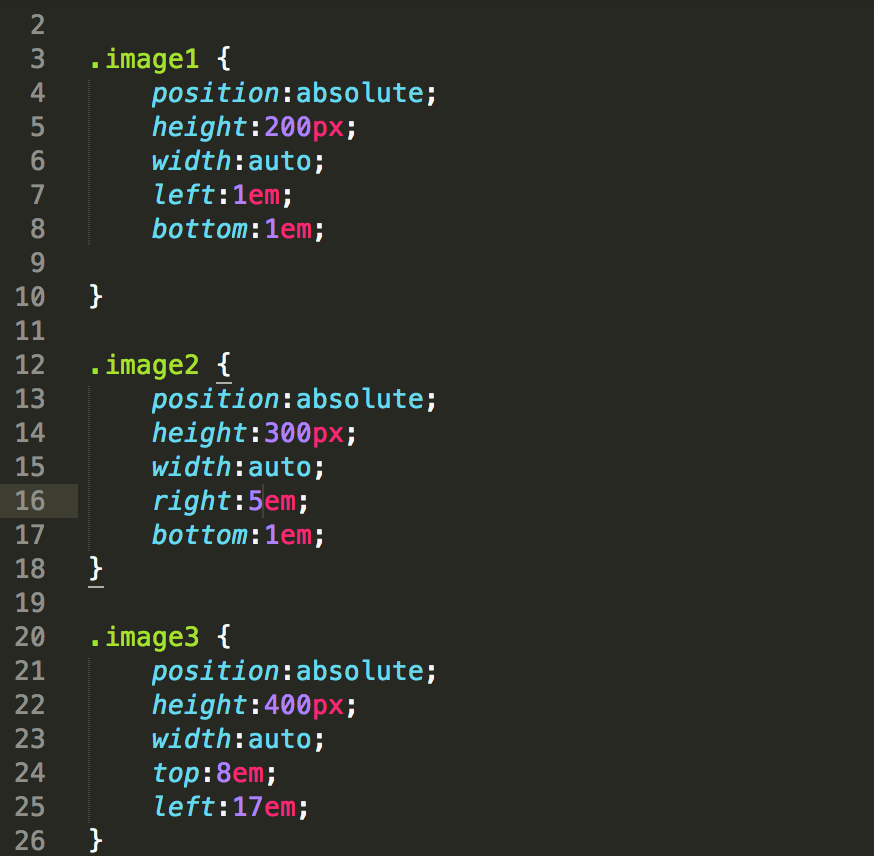 2
3 .image1 {
4 position:absolute;
5 height:200px;
6 width:auto;
7 left:1em;
8 bottom:1em;
9
10 }
11
12 .image2 {
13 position:absolute;
14 height:300px;
15 width:auto;
16 right:5em;
17 bottom:1em;
18 }
19
20 .image3 {
21 position:absolute;
22 height:400px;
23 width:auto;
24 top:8em;
25 left:17em;
26 }